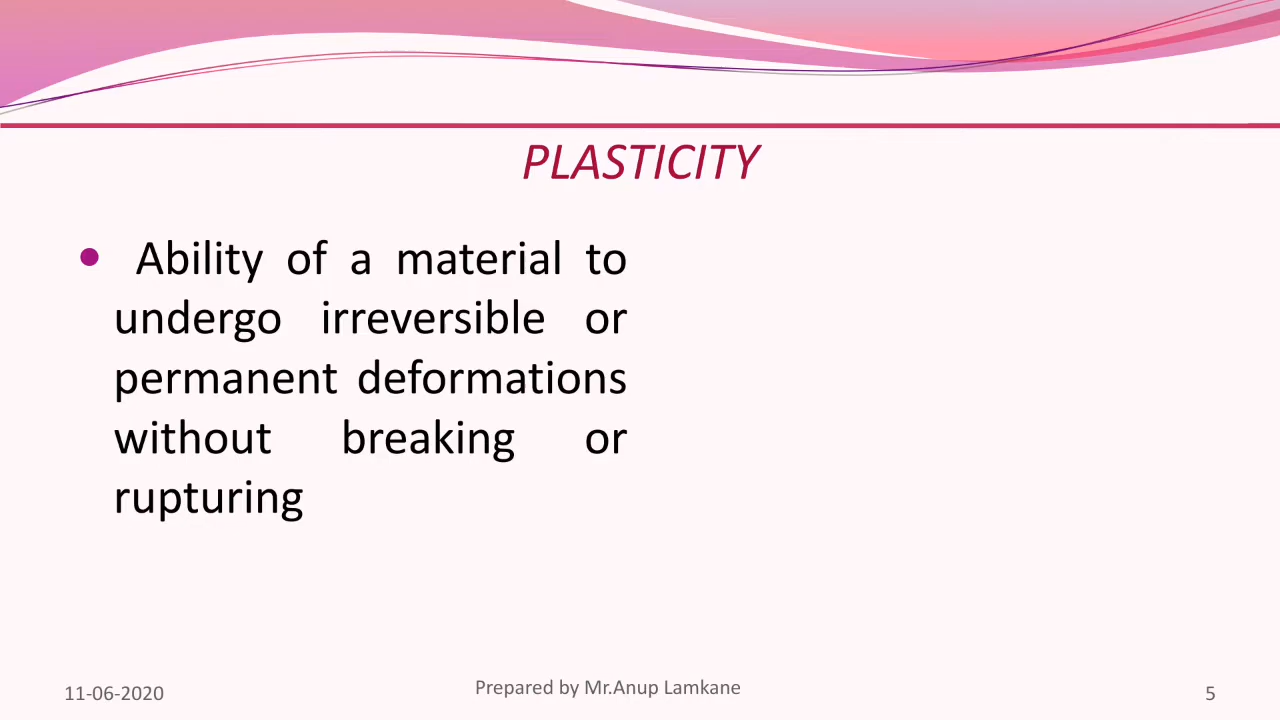 PLASTICITY
Ability of a material to
undergo irreversible or
permanent deformations
without breaking or
rupturing
11-06-2020
Prepared by Mr.Anup Lamkane
5